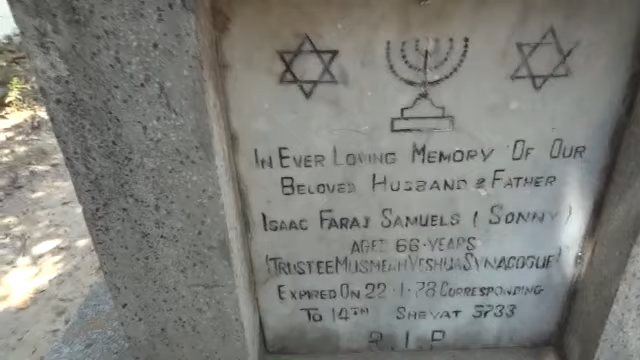 IN EVER LOVING MEMORY OF OUR
BELOVED HUSBAND & FATHER
ISAAC FARAJ SAMUELS (SONNY)
AGED 66 YEARS
(TRUSTEE MUSMEAH YESHUA SYNAGOGUE)
EXPIRED ON 22.1.78 CORRESPONDING
TO 14TH SHEVAT 5733
R.I.P